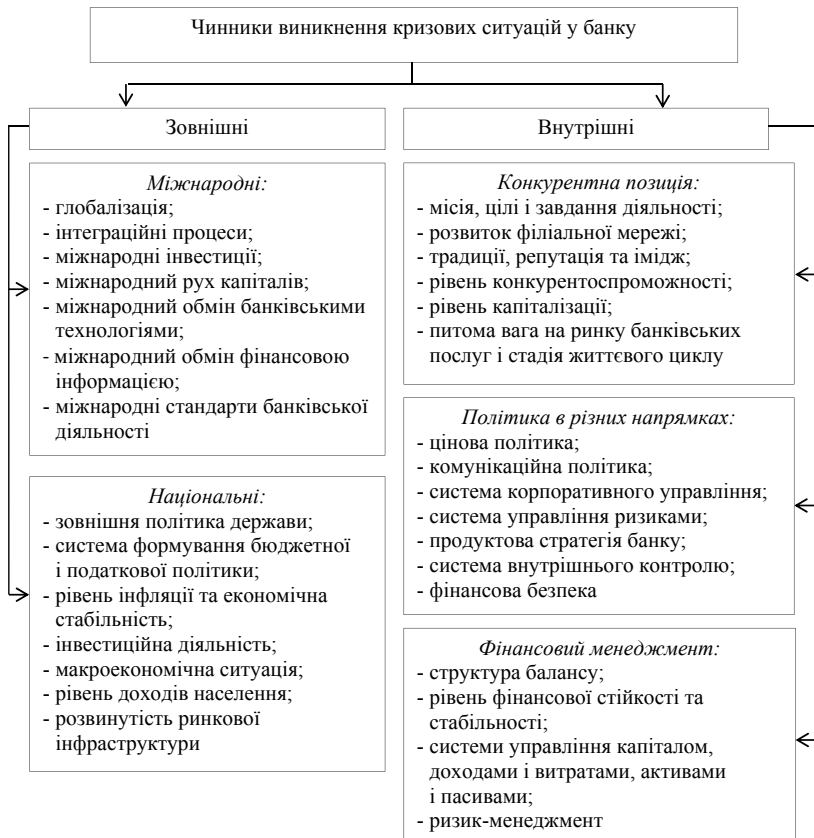 Чинники виникнення кризових ситуацій у банку
Зовнішні
Міжнародні:
- глобалізація;
- інтеграційні процеси;
- міжнародні інвестиції;
- міжнародний рух капіталів;
- міжнародний обмін банківськими
технологіями;
- міжнародний обмін фінансовою
інформацією;
- міжнародні стандарти банківської
діяльності
Національні:
- зовнішня політика держави;
- система формування бюджетної
і податкової політики;
- рівень інфляції та економічна
стабільність;
- інвестиційна діяльність;
- макроекономічна ситуація;
- рівень доходів населення;
- розвинутість ринкової
інфраструктури
Внутрішні
Конкурентна позиція:
- місія, цілі і завдання діяльності;
- розвиток філіальної мережі;
- традиції, репутація та імідж;
- рівень конкурентоспроможності;
- рівень капіталізації;
- питома вага на ринку банківських
послуг і стадія життєвого циклу
Політика в різних напрямках:
- цінова політика;
- комунікаційна політика;
- система корпоративного управління;
- система управління ризиками;
- продуктова стратегія банку;
- система внутрішнього контролю;
- фінансова безпека
Фінансовий менеджмент:
- структура балансу;
- рівень фінансової стійкості та
стабільності;
- системи управління капіталом,
доходами і витратами, активами
і пасивами;
- ризик-менеджмент